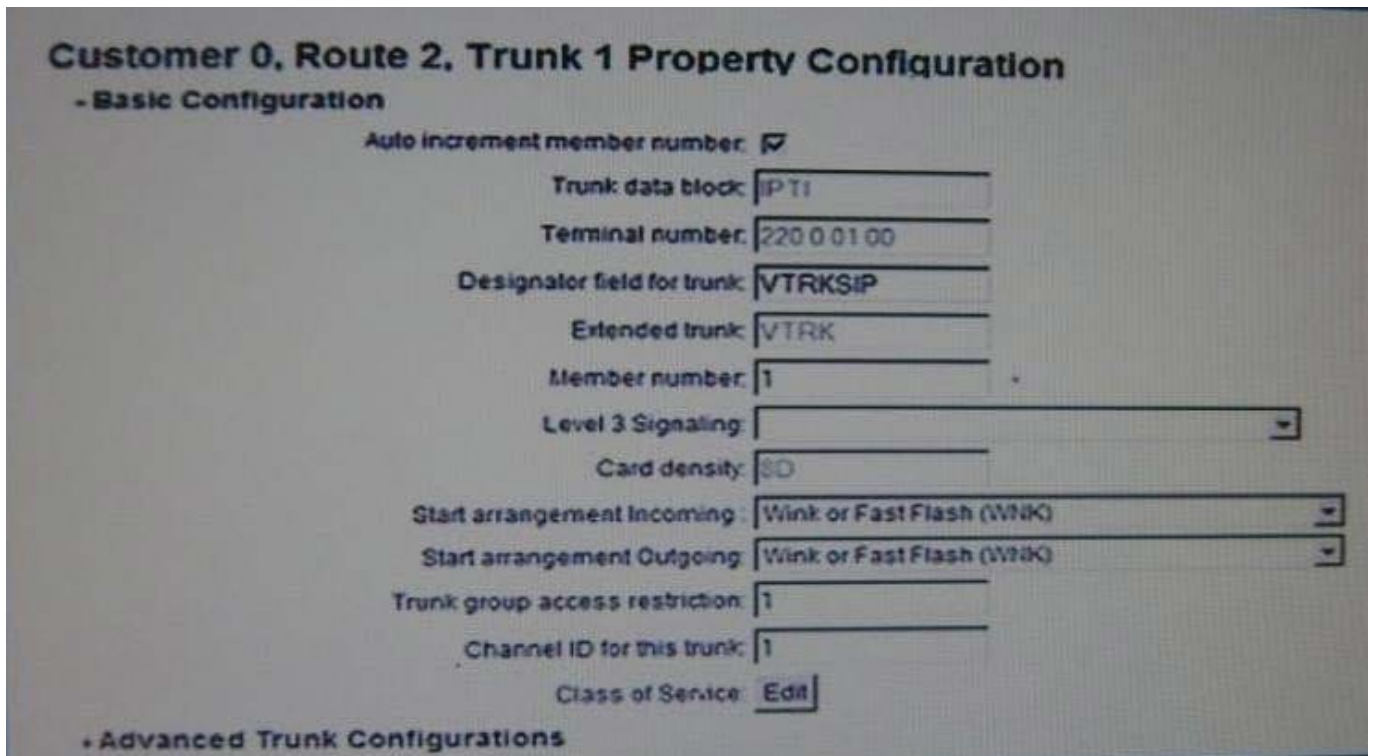 Customer 0, Route 2, Trunk 1 Property Configuration
- Basic Configuration
Auto increment member number:
Trunk data block: IPTI
Terminal number: 220 0 01 00
Designator field for trunk: VTRKSIP
Extended trunk: VTRK
Member number: 1
Level 3 Signaling:
Card density: 8D
Start arrangement Incoming : Wink or Fast Flash (WNK)
Start arrangement Outgoing: Wink or Fast Flash (WNK)
Trunk group access restriction: 1
Channel ID for this trunk: 1
Class of Service: Edit
+ Advanced Trunk Configurations